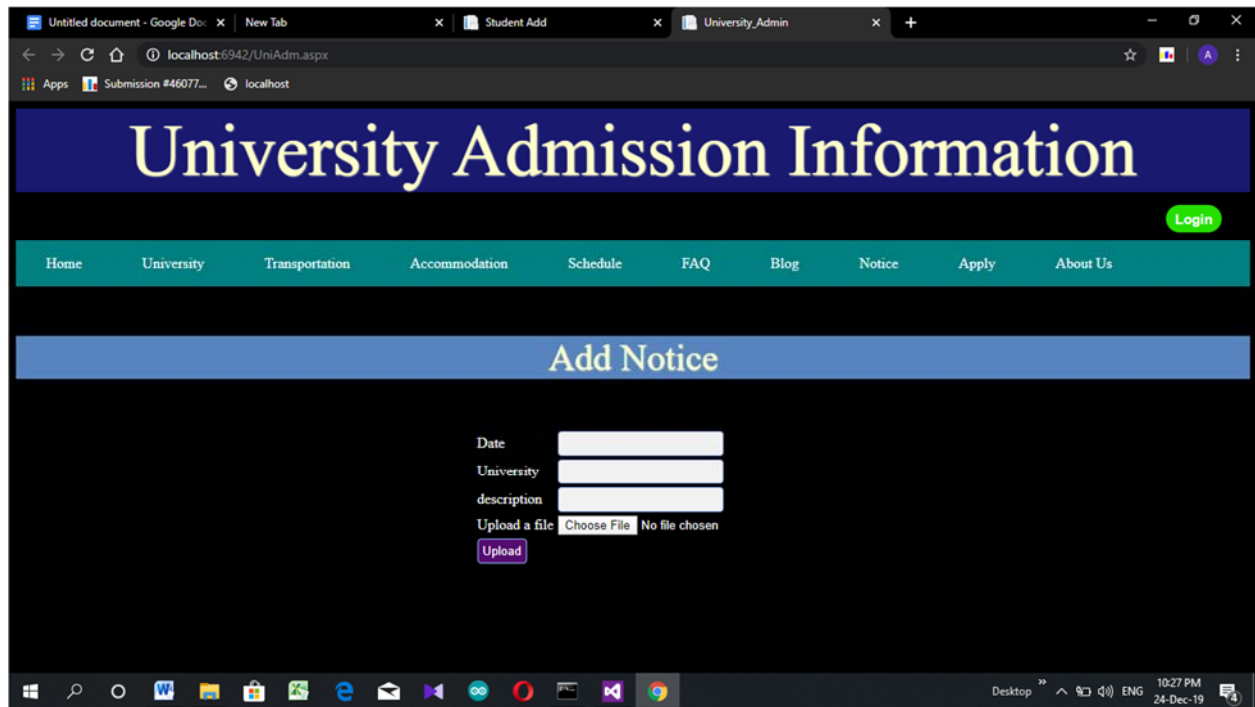 Untitled document - Google Doc New Tab Student Add University_Admin
localhost:6942/UniAdm.aspx A
Apps Submission #46077... localhost
University Admission Information
Login
Home University Transportation Accommodation Schedule FAQ Blog Notice Apply About Us
Add Notice
Date
University
description
Upload a file Choose File No file chosen
Upload
Desktop ENG 10:27 PM
24-Dec-19 4